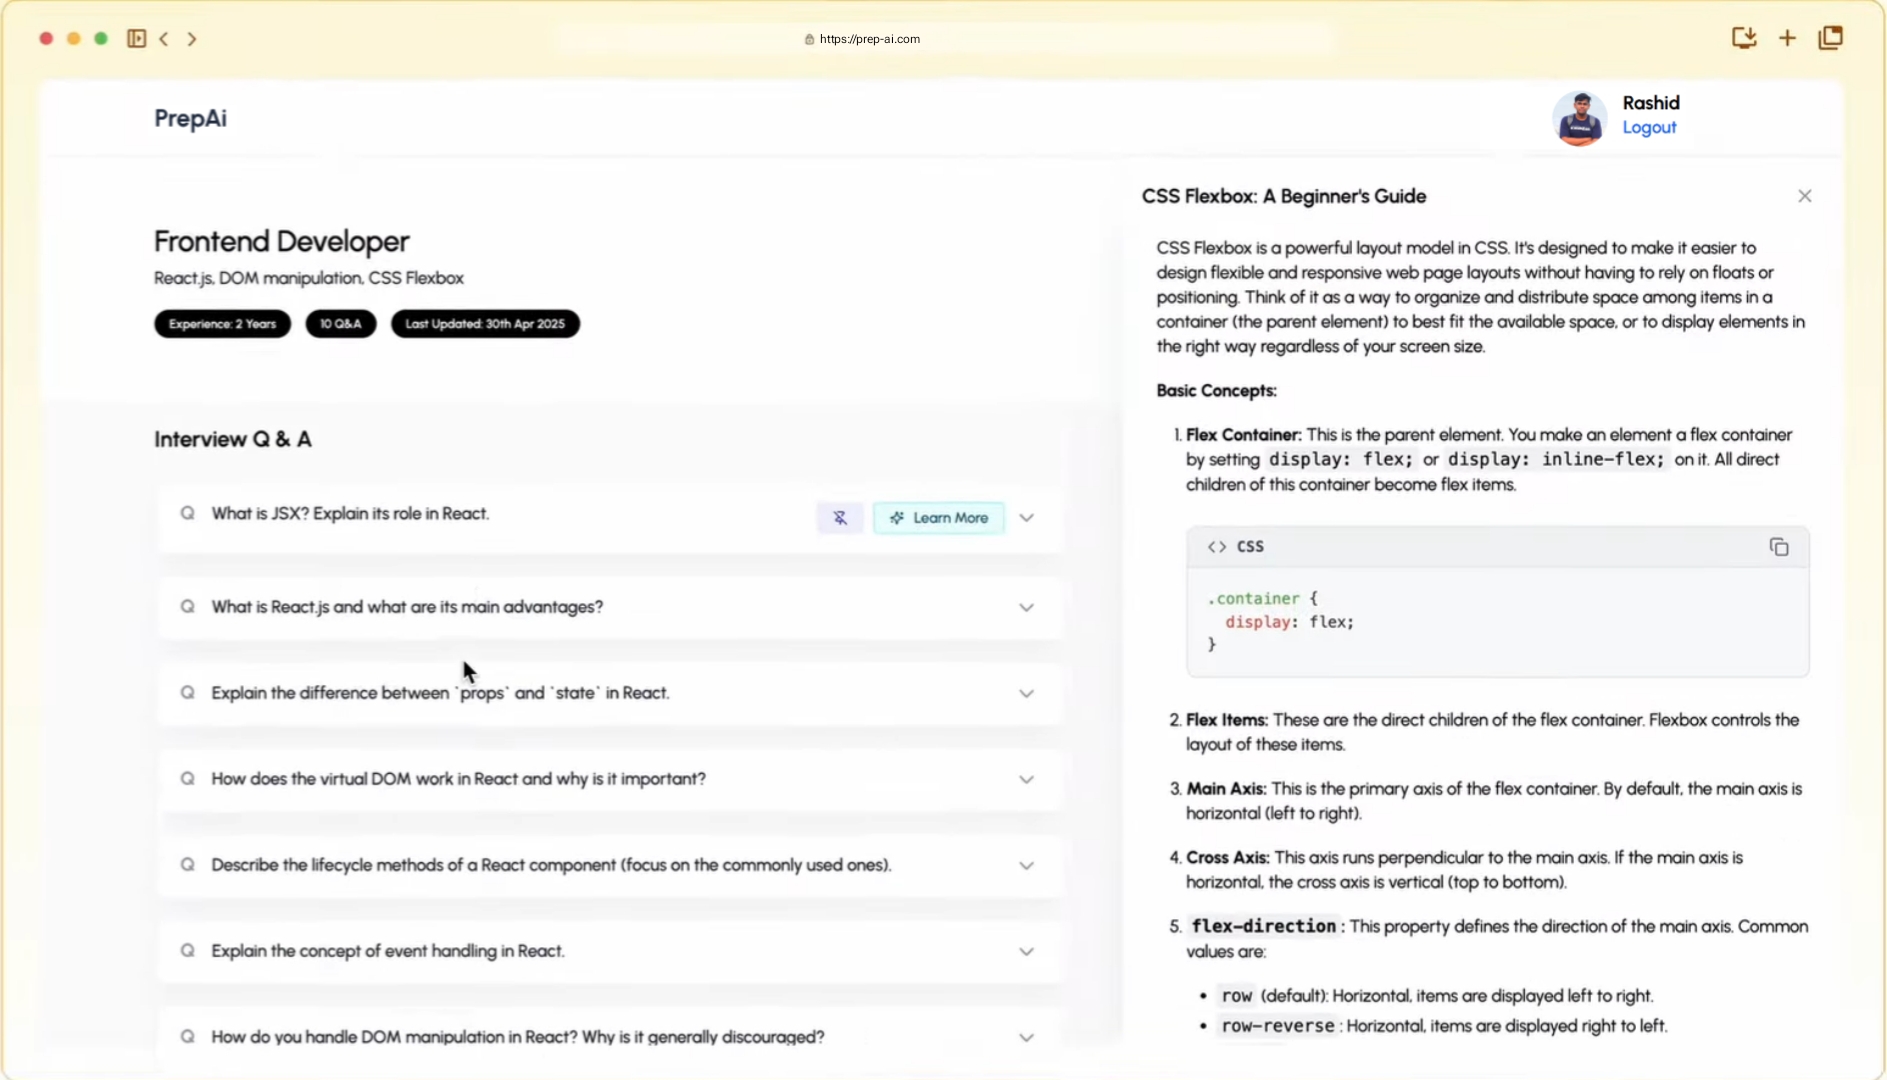 https://prep-ai.com
PrepAi
Rashid
Logout
Frontend Developer
React.js, DOM manipulation, CSS Flexbox
Experience: 2 Years
10 Q&A
Last Updated: 30th Apr 2025
Interview Q & A
Q What is JSX? Explain its role in React.
Learn More
Q What is React.js and what are its main advantages?
Q Explain the difference between `props` and `state` in React.
Q How does the virtual DOM work in React and why is it important?
Q Describe the lifecycle methods of a React component (focus on the commonly used ones).
Q Explain the concept of event handling in React.
Q How do you handle DOM manipulation in React? Why is it generally discouraged?
CSS Flexbox: A Beginner's Guide
CSS Flexbox is a powerful layout model in CSS. It's designed to make it easier to
design flexible and responsive web page layouts without having to rely on floats or
positioning. Think of it as a way to organize and distribute space among items in a
container (the parent element) to best fit the available space, or to display elements in
the right way regardless of your screen size.
Basic Concepts:
1. Flex Container: This is the parent element. You make an element a flex container
by setting display: flex; or display: inline-flex; on it. All direct
children of this container become flex items.
<> CSS
.container {
display: flex;
}
2. Flex Items: These are the direct children of the flex container. Flexbox controls the
layout of these items.
3. Main Axis: This is the primary axis of the flex container. By default, the main axis is
horizontal (left to right).
4. Cross Axis: This axis runs perpendicular to the main axis. If the main axis is
horizontal, the cross axis is vertical (top to bottom).
5. flex-direction : This property defines the direction of the main axis. Common
values are:
• row (default): Horizontal, items are displayed left to right.
• row-reverse : Horizontal, items are displayed right to left.